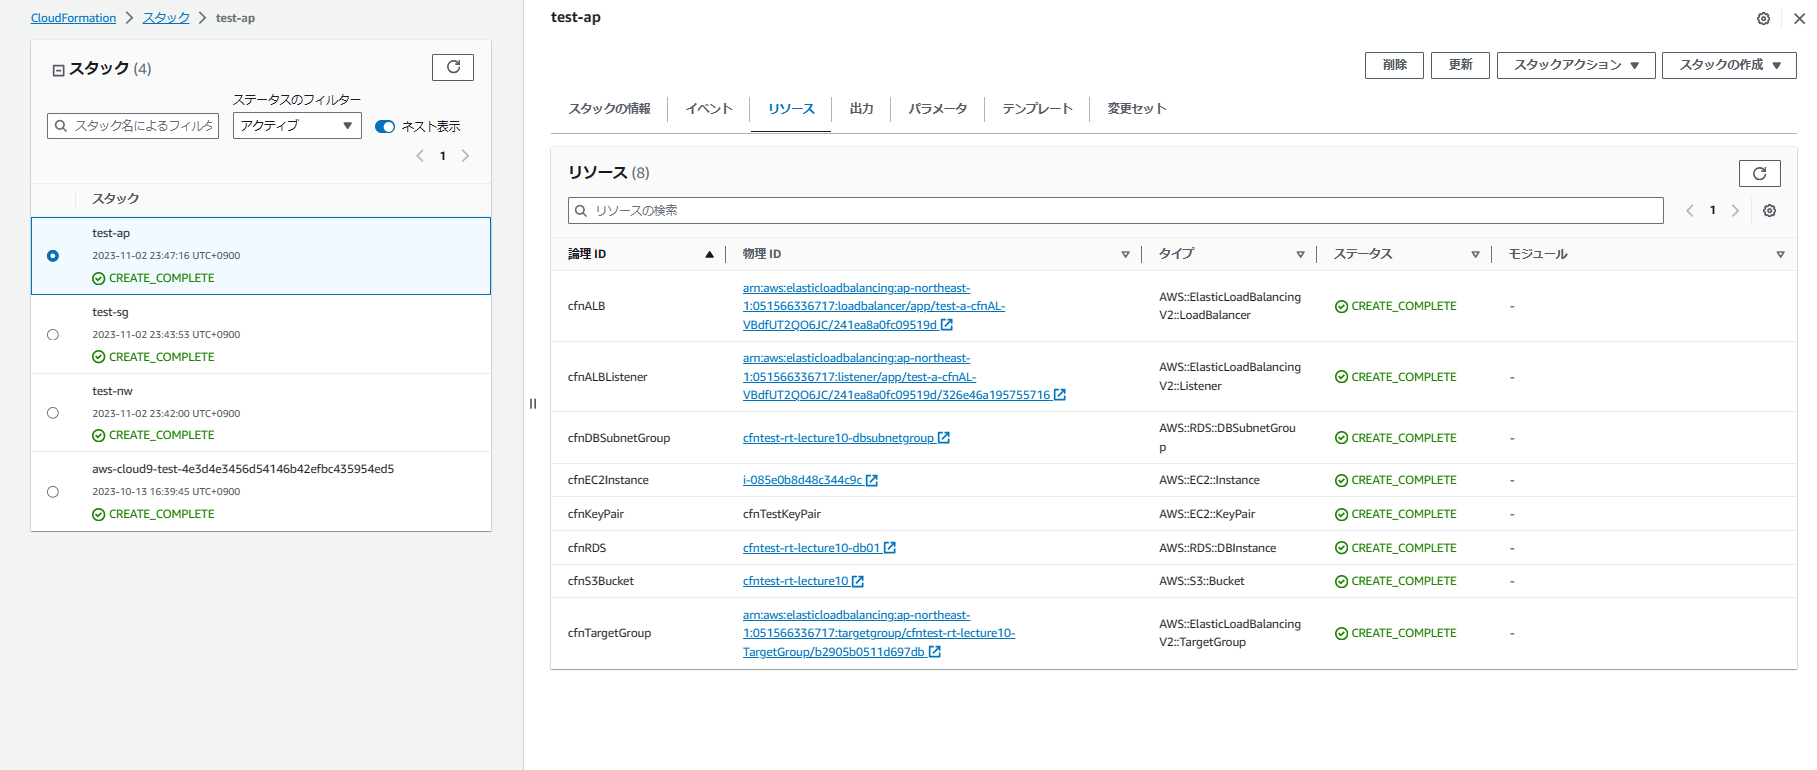 CloudFormation > スタック > test-ap
スタック (4)
ステータスのフィルター
スタック名によるフィルタ
アクティブ
ネスト表示
1
スタック
test-ap
2023-11-02 23:47:16 UTC+0900
CREATE_COMPLETE
test-sg
2023-11-02 23:43:53 UTC+0900
CREATE_COMPLETE
test-nw
2023-11-02 23:42:00 UTC+0900
CREATE_COMPLETE
aws-cloud9-test-4e3d4e3456d54146b42efbc435954ed5
2023-10-13 16:39:45 UTC+0900
CREATE_COMPLETE
test-ap
削除 更新 スタックアクション スタックの作成
スタックの情報 イベント リソース 出力 パラメータ テンプレート 変更セット
リソース (8)
リソースの検索
1
論理 ID 物理 ID タイプ ステータス モジュール
cfnALB
arn:aws:elasticloadbalancing:ap-northeast-
1:051566336717:loadbalancer/app/test-a-cfnAL-
VBdfUT2QO6JC/241ea8a0fc09519d
AWS::ElasticLoadBalancing
V2::LoadBalancer
CREATE_COMPLETE
-
cfnALBListener
arn:aws:elasticloadbalancing:ap-northeast-
1:051566336717:listener/app/test-a-cfnAL-
VBdfUT2QO6JC/241ea8a0fc09519d/326e46a195755716
AWS::ElasticLoadBalancing
V2::Listener
CREATE_COMPLETE
-
cfnDBSubnetGroup
cfntest-rt-lecture10-dbsubnetgroup
AWS::RDS::DBSubnetGrou
p
CREATE_COMPLETE
-
cfnEC2Instance i-085e0b8d48c344c9c AWS::EC2::Instance CREATE_COMPLETE -
cfnKeyPair cfnTestKeyPair AWS::EC2::KeyPair CREATE_COMPLETE -
cfnRDS cfntest-rt-lecture10-db01 AWS::RDS::DBInstance CREATE_COMPLETE -
cfnS3Bucket cfntest-rt-lecture10 AWS::S3::Bucket CREATE_COMPLETE -
cfnTargetGroup
arn:aws:elasticloadbalancing:ap-northeast-
1:051566336717:targetgroup/cfntest-rt-lecture10-
TargetGroup/b2905b0511d697db
AWS::ElasticLoadBalancing
V2::TargetGroup
CREATE_COMPLETE
-